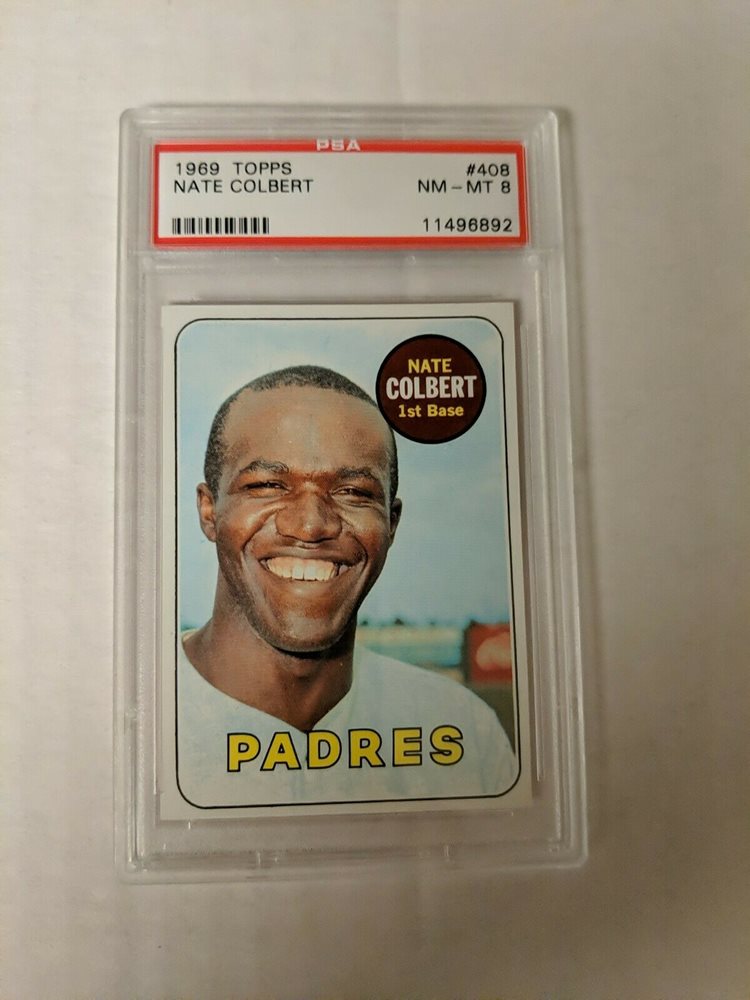 PSA
1969 TOPPS #408
NATE COLBERT NM-MT 8
11496892
NATE
COLBERT
1st Base
PADRES